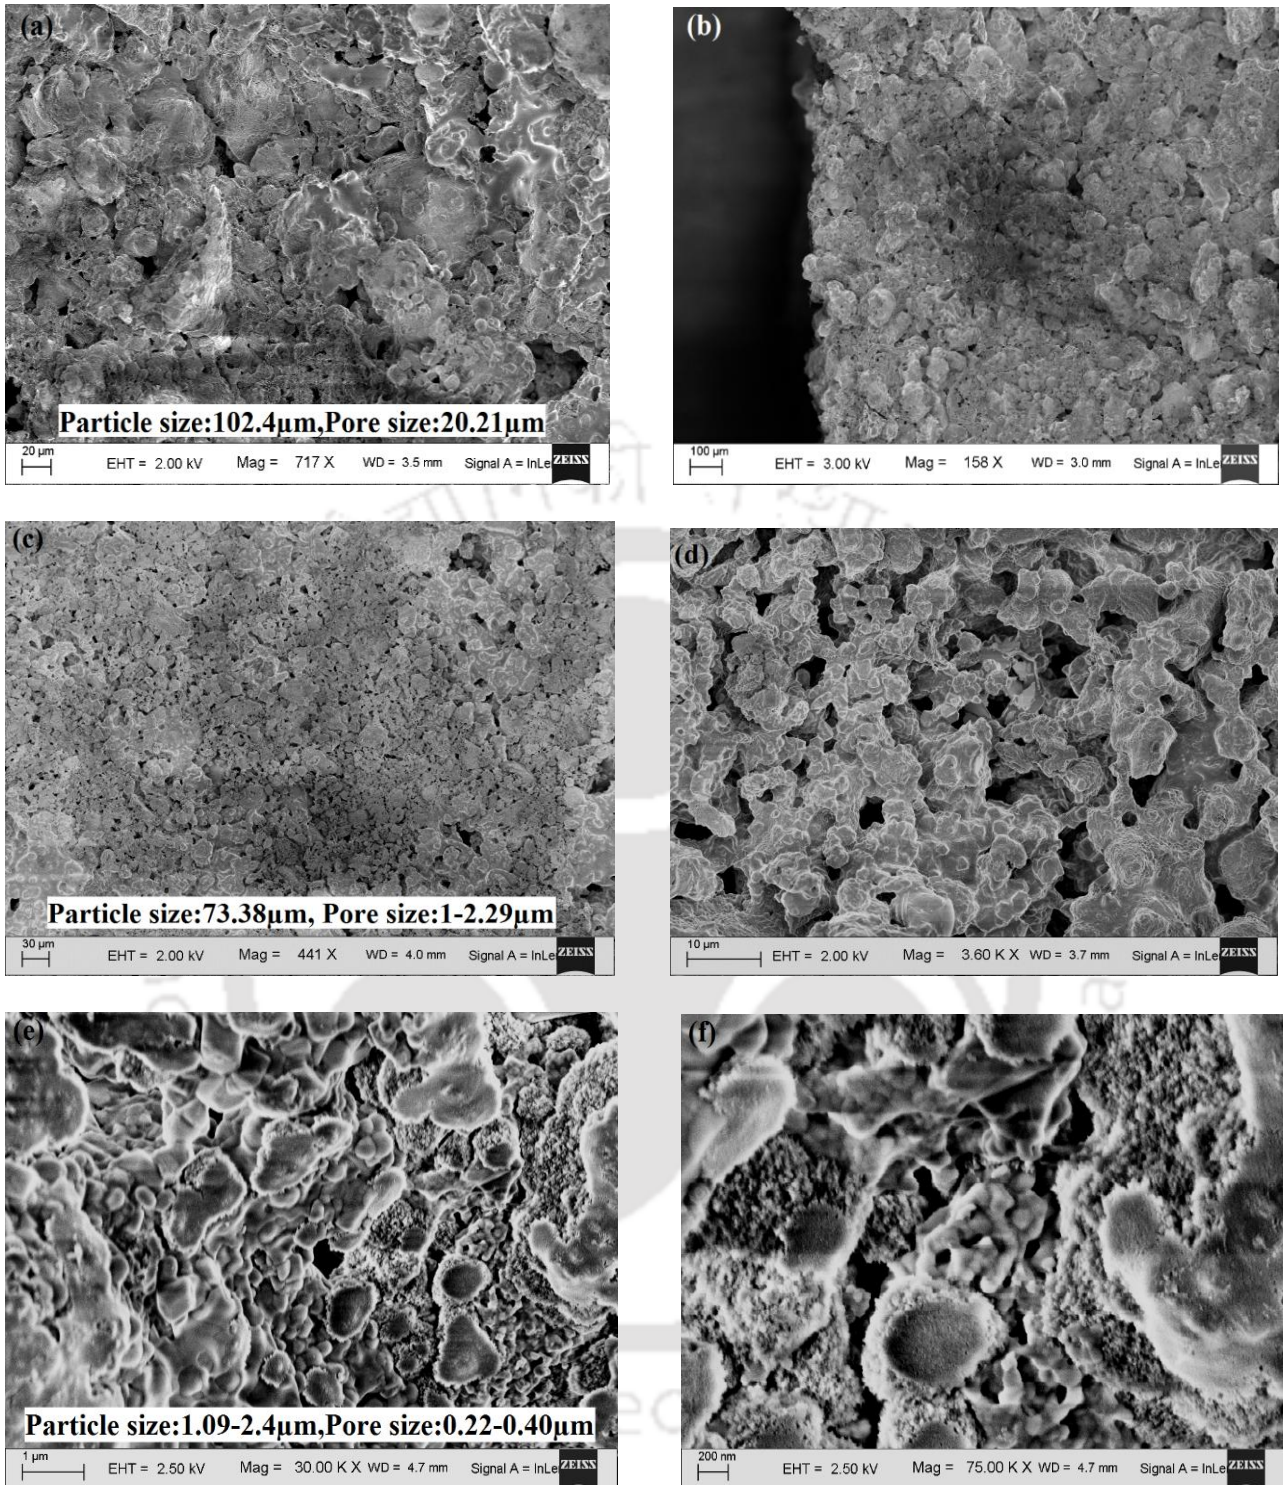 (a)
Particle size:102.4µm,Pore size:20.21µm
20 µm EHT = 2.00 kV Mag = 717 X WD = 3.5 mm Signal A = InLe ZEISS
(b)
100 µm EHT = 3.00 kV Mag = 158 X WD = 3.0 mm Signal A = InLe ZEISS
(c)
Particle size:73.38µm, Pore size:1-2.29µm
30 µm EHT = 2.00 kV Mag = 441 X WD = 4.0 mm Signal A = InLe ZEISS
(d)
10 µm EHT = 2.00 kV Mag = 3.60 K X WD = 3.7 mm Signal A = InLe ZEISS
(e)
Particle size:1.09-2.4µm,Pore size:0.22-0.40µm
1 µm EHT = 2.50 kV Mag = 30.00 K X WD = 4.7 mm Signal A = InLe ZEISS
(f)
200 nm EHT = 2.50 kV Mag = 75.00 K X WD = 4.7 mm Signal A = InLe ZEISS